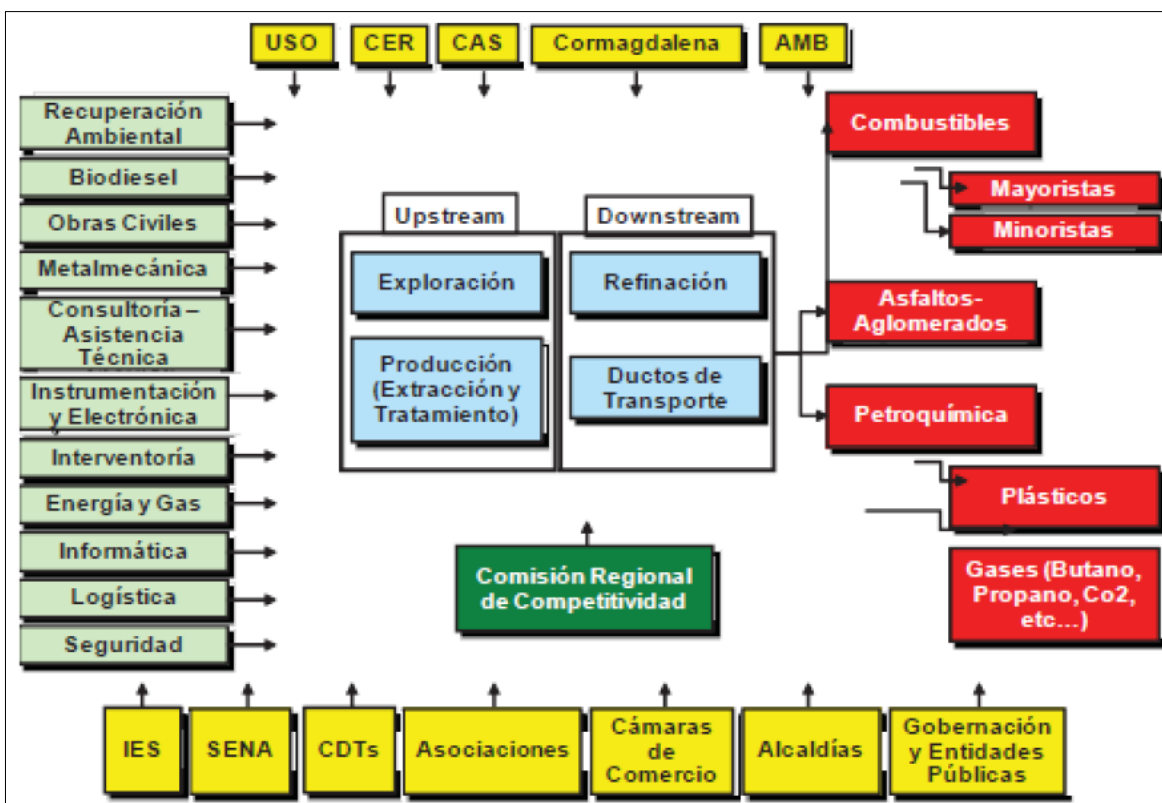 USO
CER
CAS
Cormagdalena
AMB
Recuperación
Ambiental
Biodiesel
Obras Civiles
Metalmecánica
Consultoría –
Asistencia
Técnica
Instrumentación
y Electrónica
Interventoría
Energía y Gas
Informática
Logística
Seguridad
Upstream
Exploración
Producción
(Extracción y
Tratamiento)
Downstream
Refinación
Ductos de
Transporte
Combustibles
Mayoristas
Minoristas
Asfaltos-
Aglomerados
Petroquímica
Plásticos
Gases (Butano,
Propano, Co2,
etc...)
Comisión Regional
de Competitividad
IES
SENA
CDTs
Asociaciones
Cámaras
de
Comercio
Alcaldías
Gobernación
y Entidades
Públicas